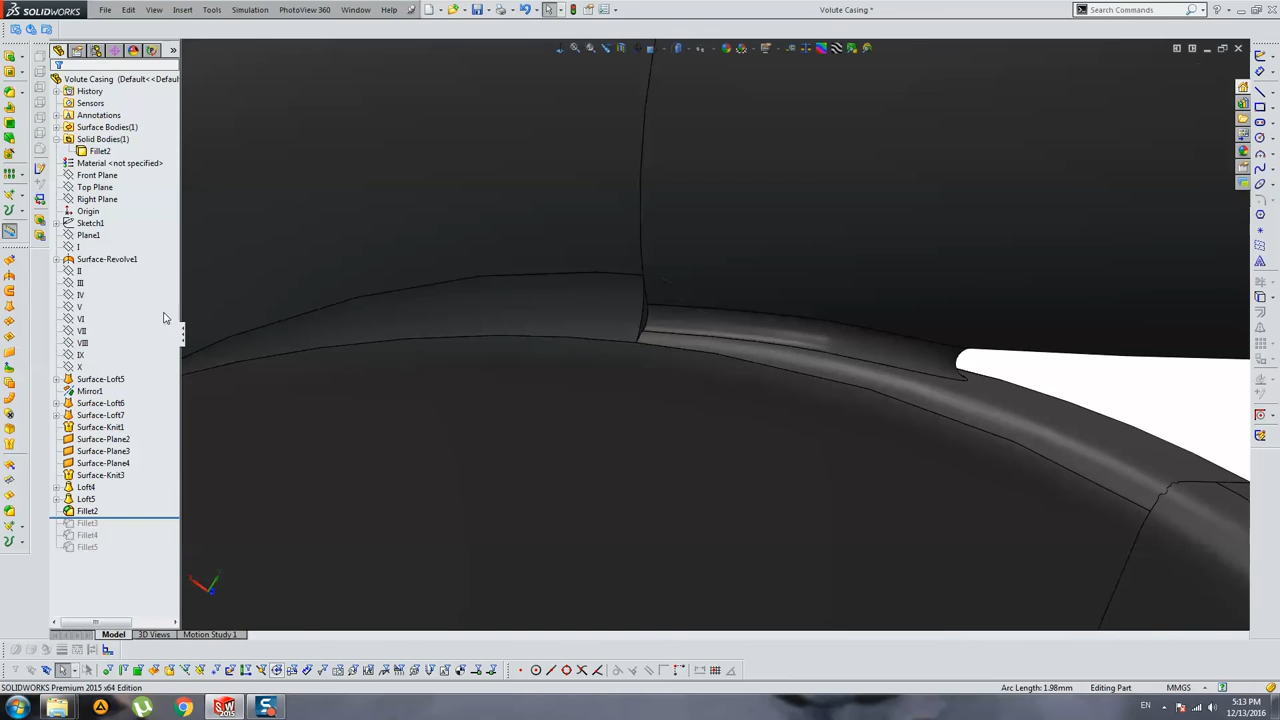 SOLIDWORKS
File Edit View Insert Tools Simulation PhotoView 360 Window Help
Volute Casing *
Search Commands
Volute Casing (Default<<Defaul
History
Sensors
Annotations
Surface Bodies(1)
Solid Bodies(1)
Fillet2
Material <not specified>
Front Plane
Top Plane
Right Plane
Origin
Sketch1
Plane1
I
Surface-Revolve1
II
III
IV
V
VI
VII
VIII
IX
X
Surface-Loft5
Mirror1
Surface-Loft6
Surface-Loft7
Surface-Knit1
Surface-Plane2
Surface-Plane3
Surface-Plane4
Surface-Knit3
Loft4
Loft5
Fillet2
Fillet3
Fillet4
Fillet5
Model 3D Views Motion Study 1
SOLIDWORKS Premium 2015 x64 Edition
Arc Length: 1.98mm Editing Part MMGS
EN
5:13 PM
12/13/2016